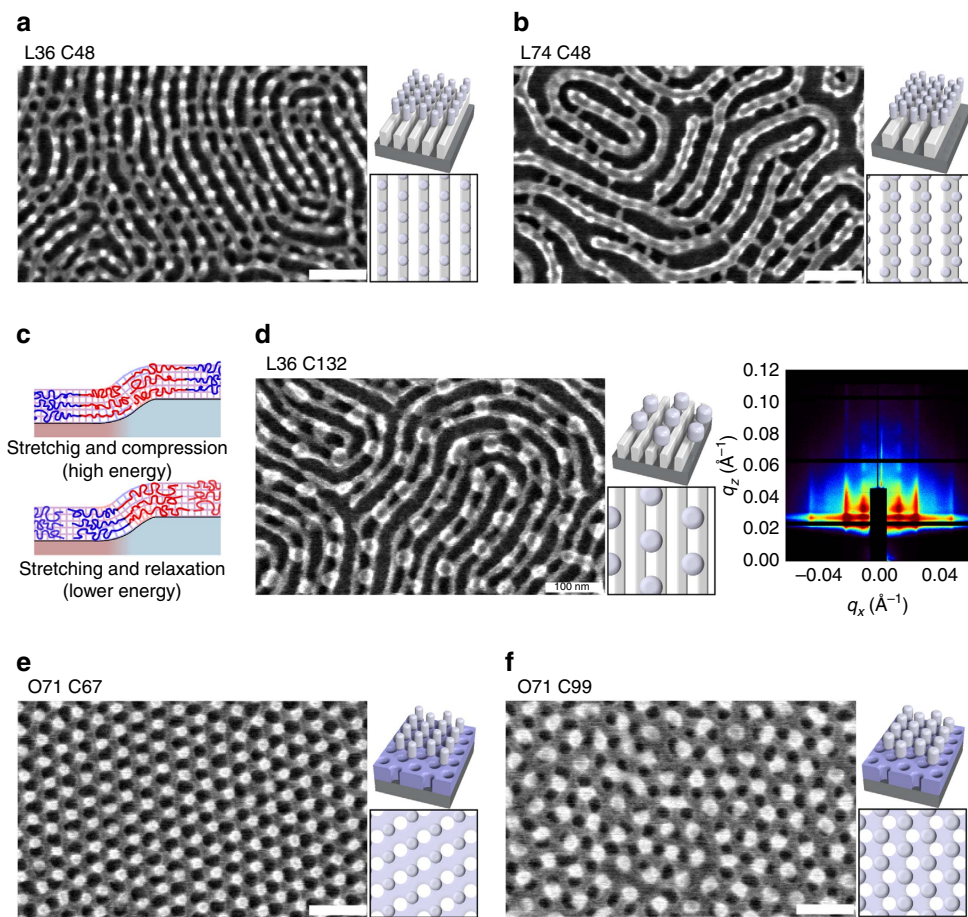 a
L36 C48
b
L74 C48
c
Stretchig and compression
(high energy)
Stretching and relaxation
(lower energy)
d
L36 C132
100 nm
0.12
0.10
0.08
0.06
0.04
0.02
0.00
qz (Å−1)
−0.04 0.00 0.04
qx (Å−1)
e
O71 C67
f
O71 C99